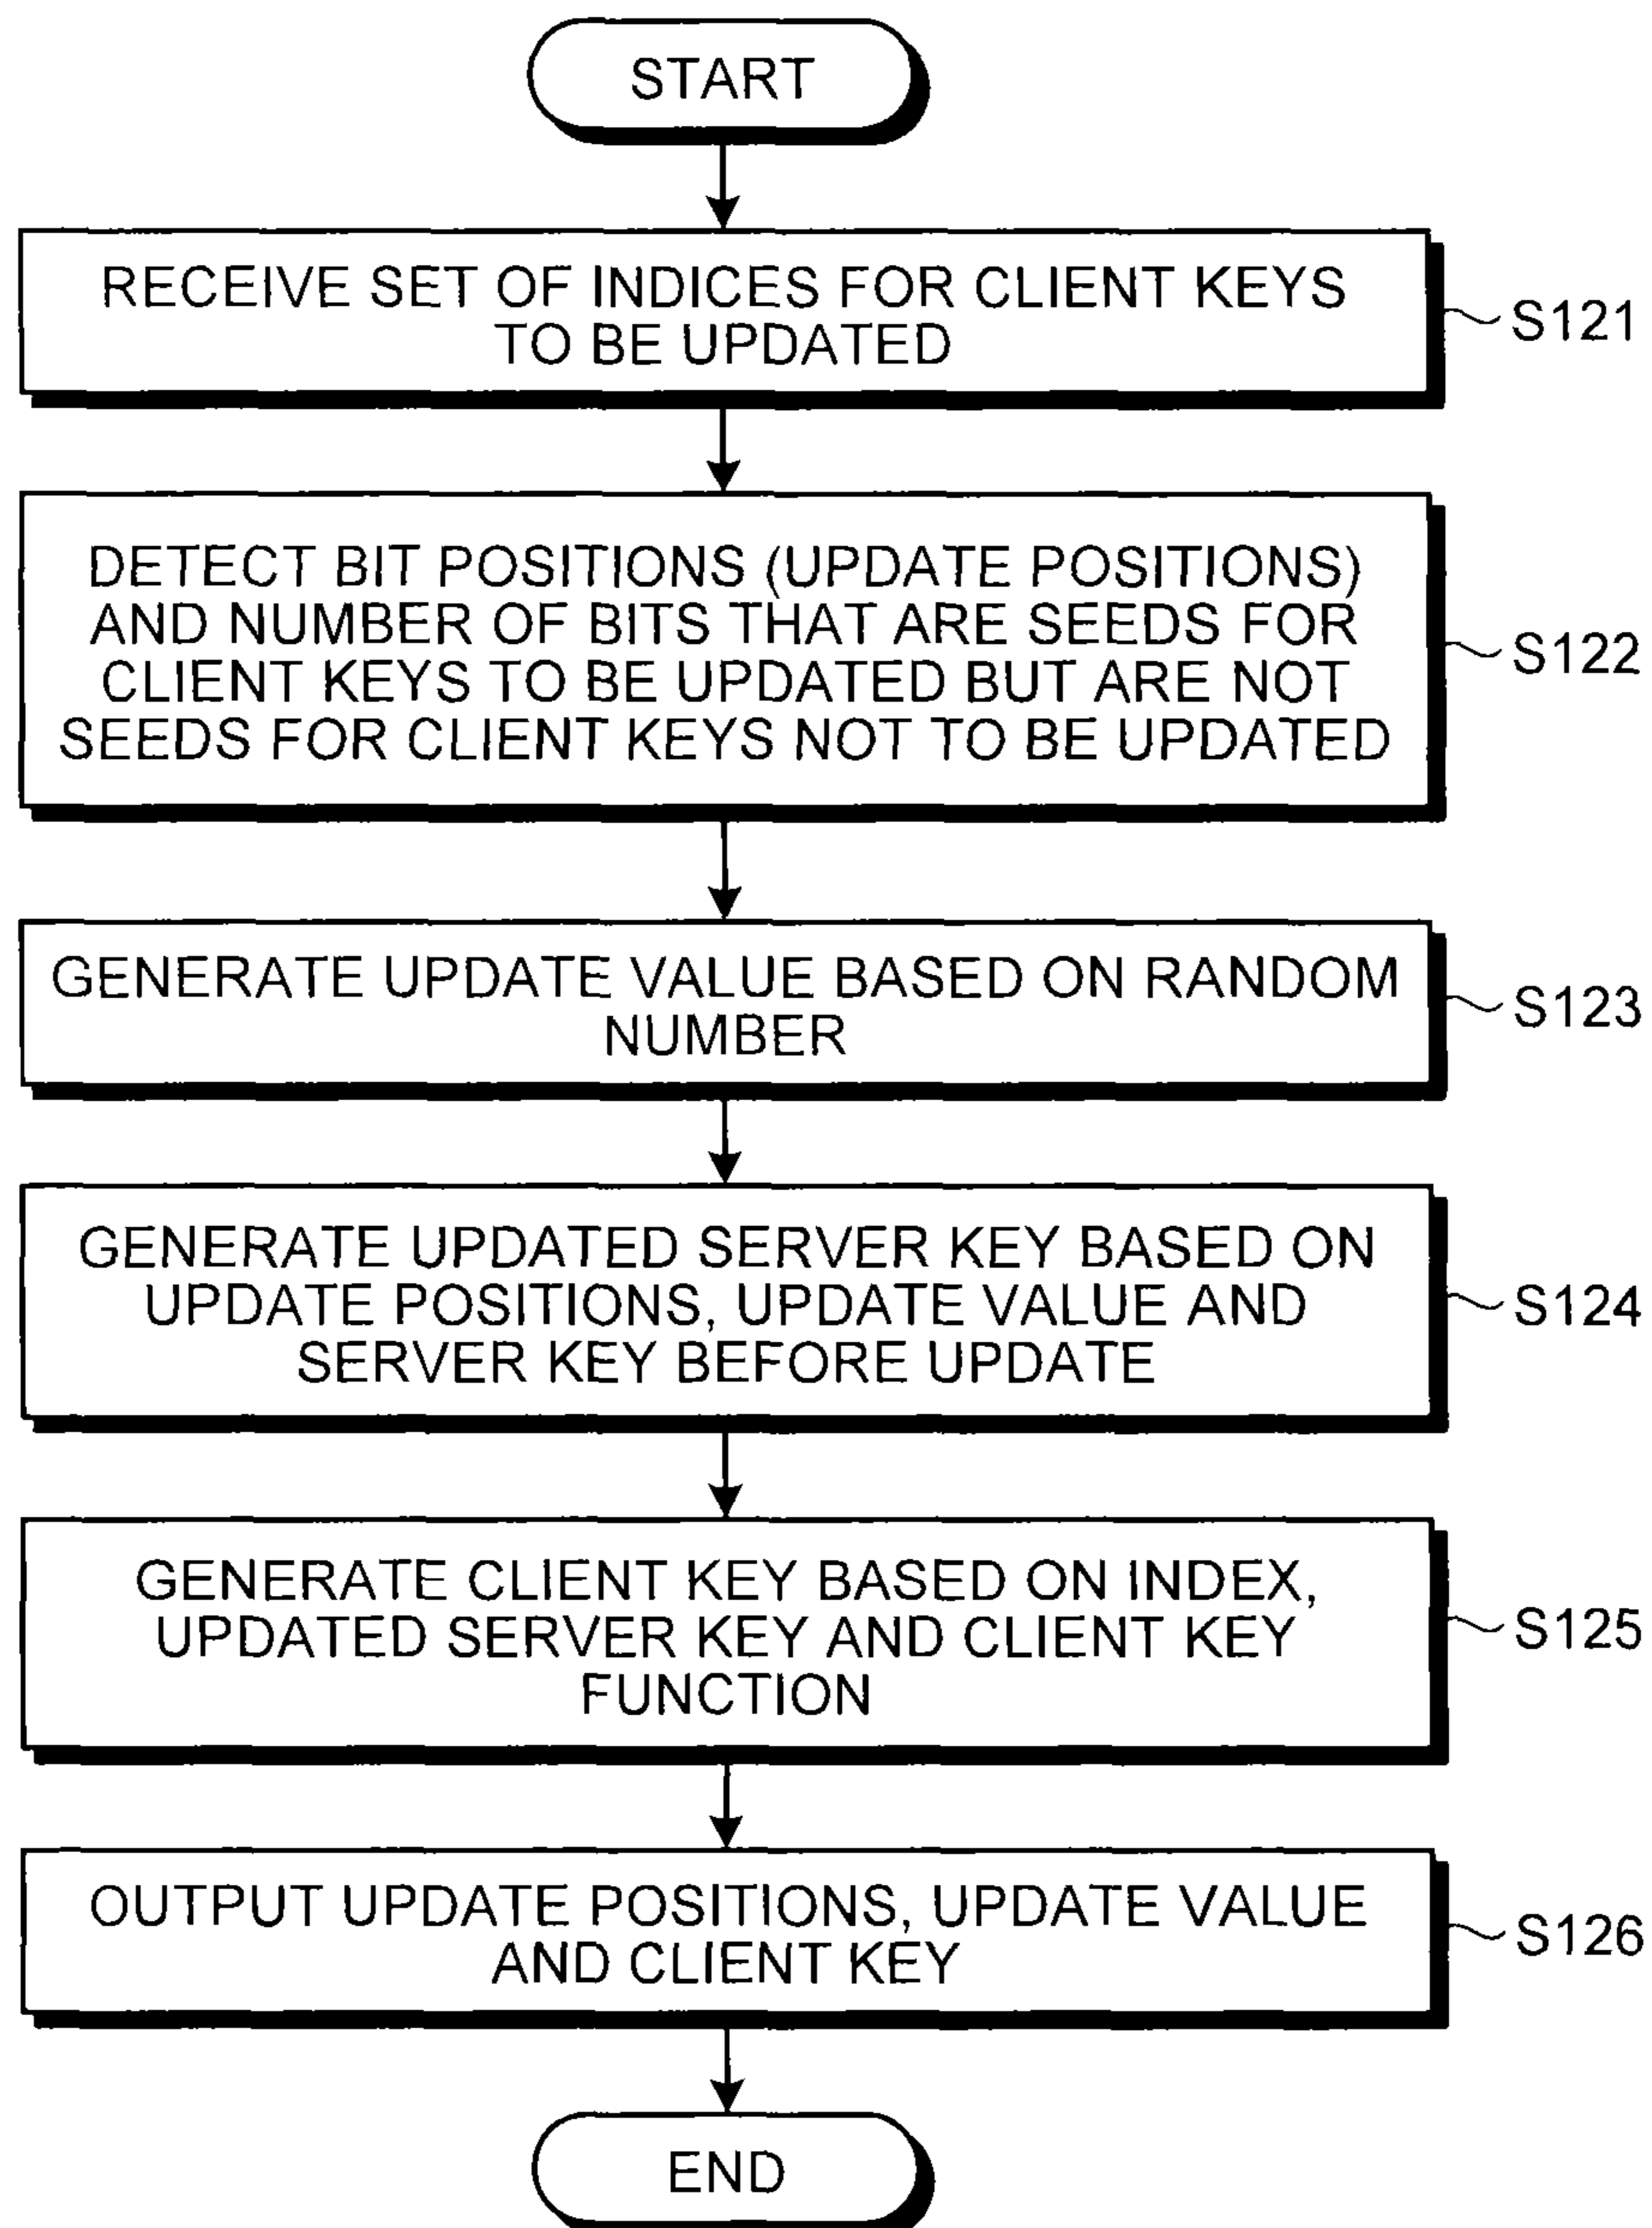 START
RECEIVE SET OF INDICES FOR CLIENT KEYS
TO BE UPDATED
S121
DETECT BIT POSITIONS (UPDATE POSITIONS)
AND NUMBER OF BITS THAT ARE SEEDS FOR
CLIENT KEYS TO BE UPDATED BUT ARE NOT
SEEDS FOR CLIENT KEYS NOT TO BE UPDATED
S122
GENERATE UPDATE VALUE BASED ON RANDOM
NUMBER
S123
GENERATE UPDATED SERVER KEY BASED ON
UPDATE POSITIONS, UPDATE VALUE AND
SERVER KEY BEFORE UPDATE
S124
GENERATE CLIENT KEY BASED ON INDEX,
UPDATED SERVER KEY AND CLIENT KEY
FUNCTION
S125
OUTPUT UPDATE POSITIONS, UPDATE VALUE
AND CLIENT KEY
S126
END